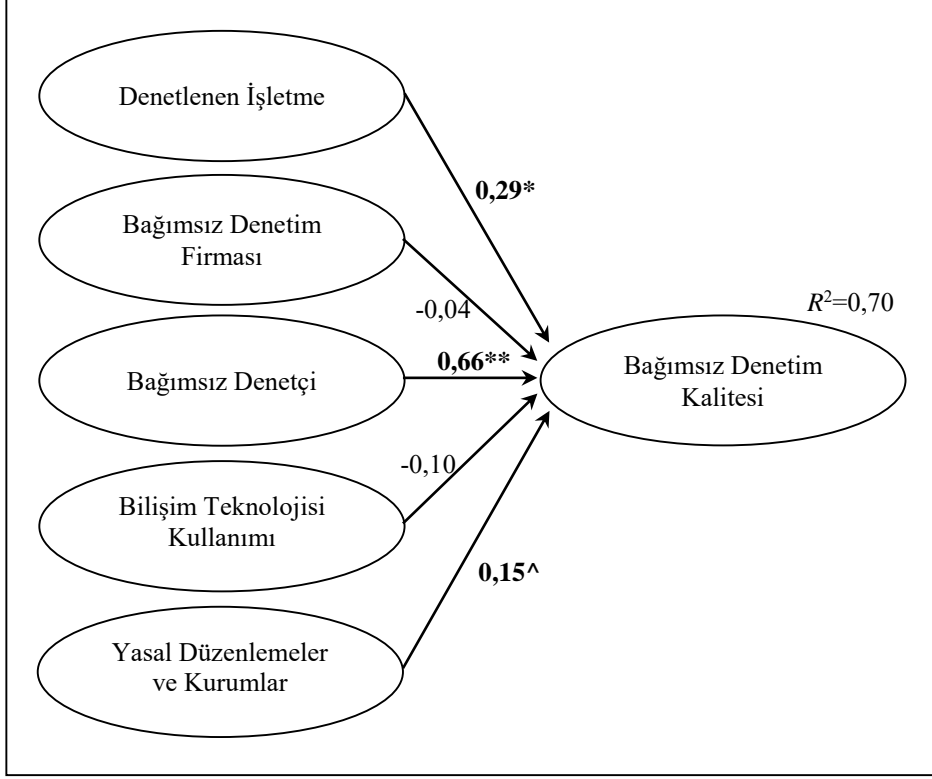 Denetlenen İşletme
0,29*
Bağımsız Denetim
Firması
-0,04
R²=0,70
Bağımsız Denetçi
0,66**
Bağımsız Denetim
Kalitesi
-0,10
Bilişim Teknolojisi
Kullanımı
0,15^
Yasal Düzenlemeler
ve Kurumlar